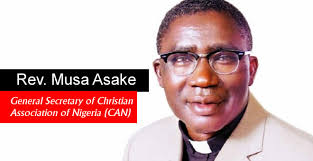 Rev. Musa Asake
General Secretary of Christian
Association of Nigeria (CAN)